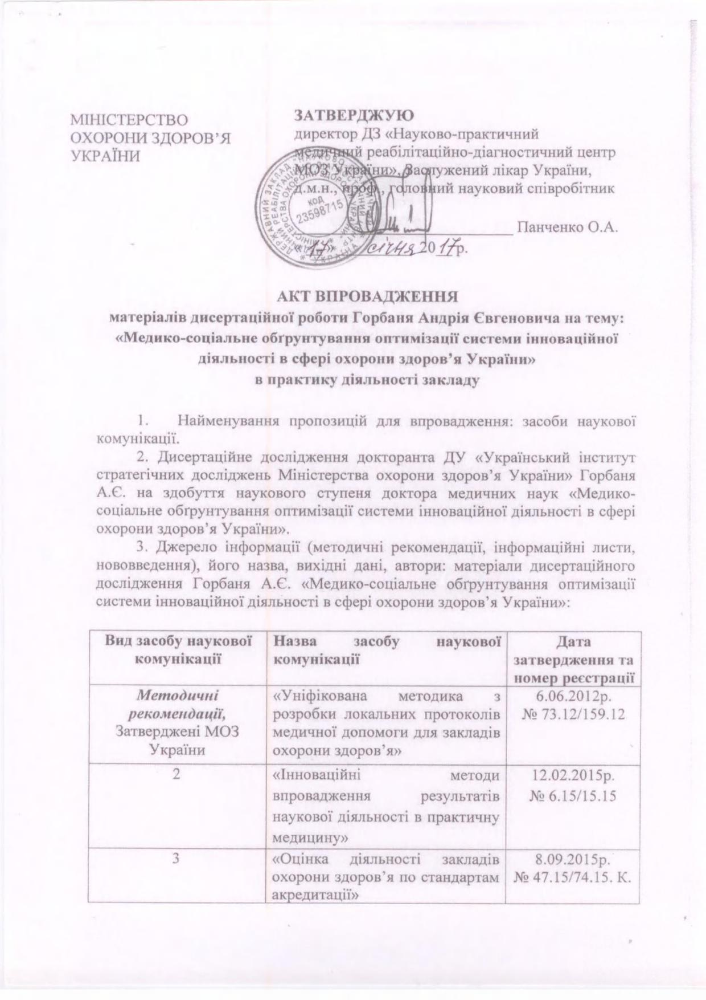 МІНІСТЕРСТВО
ОХОРОНИ ЗДОРОВ’Я
УКРАЇНИ
ЗАТВЕРДЖУЮ
директор ДЗ «Науково-практичний
медичний реабілітаційно-діагностичний центр
МОЗ України», Заслужений лікар України,
д.м.н., проф., головний науковий співробітник
Панченко О.А.
«17» січня 2017р.
КОД
23598715
АКТ ВПРОВАДЖЕННЯ
матеріалів дисертаційної роботи Горбаня Андрія Євгеновича на тему:
«Медико-соціальне обґрунтування оптимізації системи інноваційної
діяльності в сфері охорони здоров’я України»
в практику діяльності закладу
1. Найменування пропозицій для впровадження: засоби наукової
комунікації.
2. Дисертаційне дослідження докторанта ДУ «Український інститут
стратегічних досліджень Міністерства охорони здоров’я України» Горбаня
А.Є. на здобуття наукового ступеня доктора медичних наук «Медико-
соціальне обґрунтування оптимізації системи інноваційної діяльності в сфері
охорони здоров’я України».
3. Джерело інформації (методичні рекомендації, інформаційні листи,
нововведення), його назва, вихідні дані, автори: матеріали дисертаційного
дослідження Горбаня А.Є. «Медико-соціальне обґрунтування оптимізації
системи інноваційної діяльності в сфері охорони здоров’я України»:
Вид засобу наукової
комунікації
Назва засобу наукової
комунікації
Дата
затвердження та
номер реєстрації
Методичні
рекомендації,
Затверджені МОЗ
України
«Уніфікована методика з
розробки локальних протоколів
медичної допомоги для закладів
охорони здоров’я»
6.06.2012р.
№ 73.12/159.12
2
«Інноваційні методи
впровадження результатів
наукової діяльності в практичну
медицину»
12.02.2015р.
№ 6.15/15.15
3
«Оцінка діяльності закладів
охорони здоров’я по стандартам
акредитації»
8.09.2015р.
№ 47.15/74.15. К.